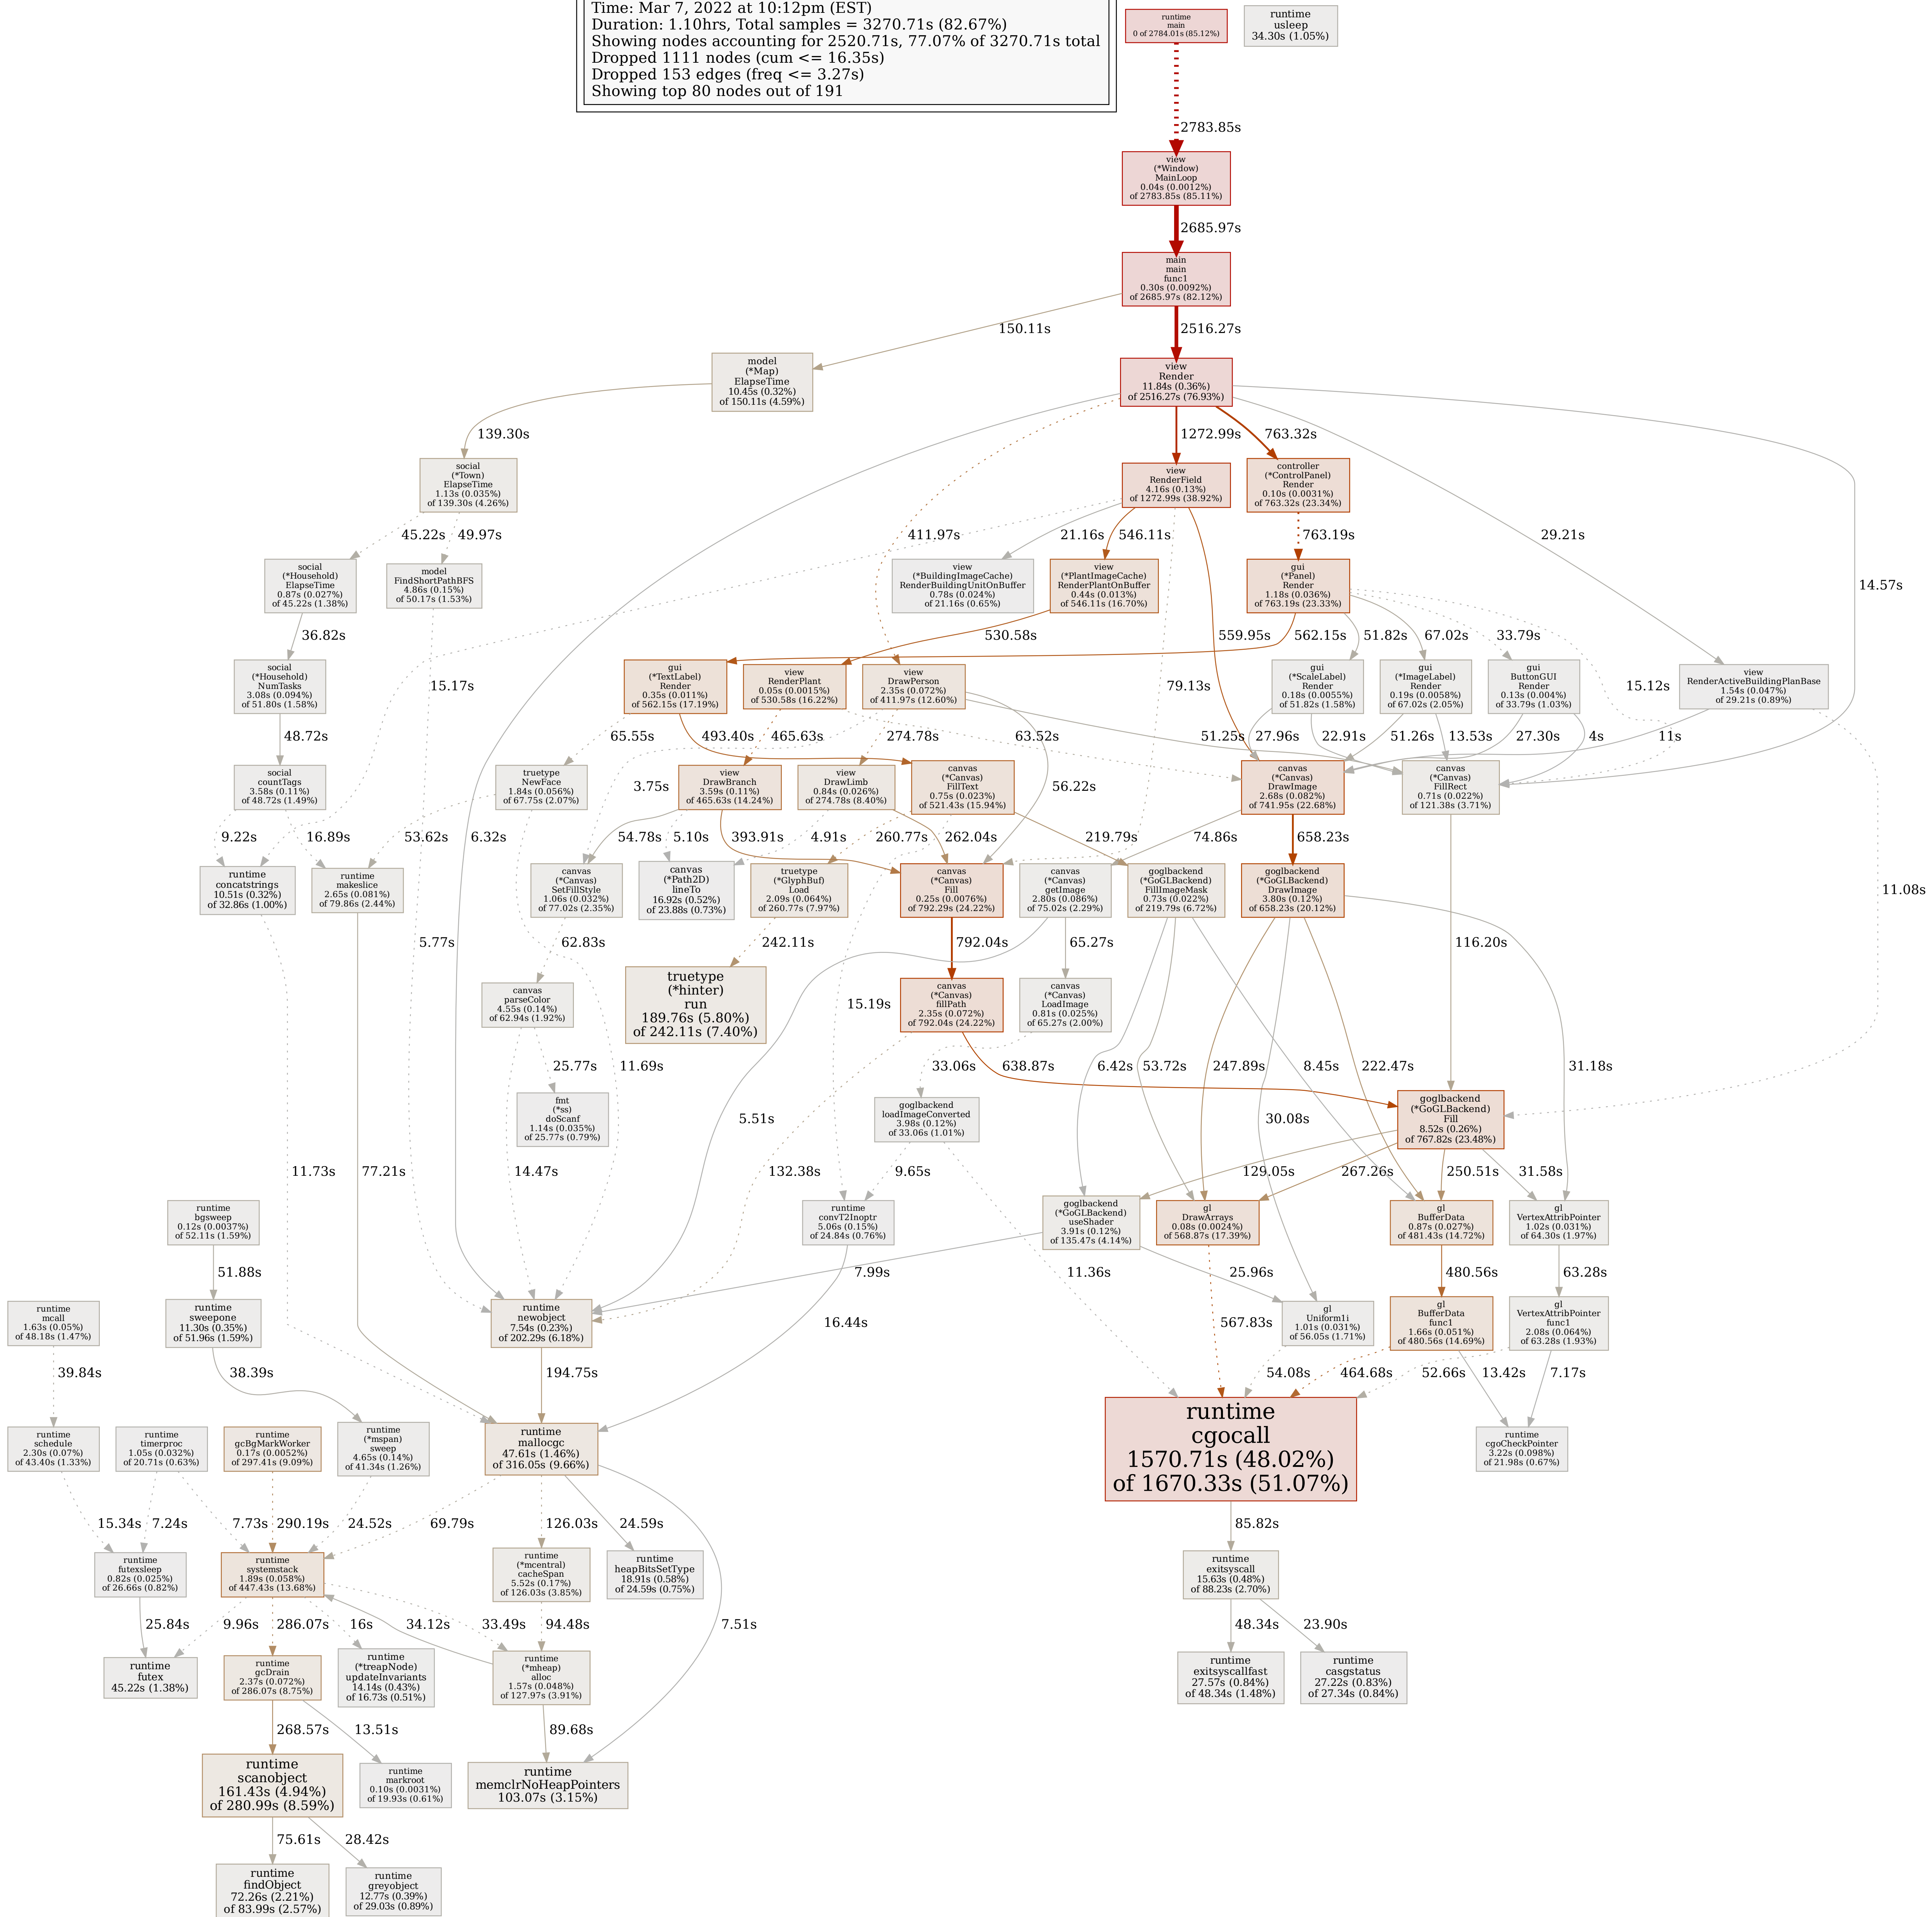 Time: Mar 7, 2022 at 10:12pm (EST)
Duration: 1.10hrs, Total samples = 3270.71s (82.67%)
Showing nodes accounting for 2520.71s, 77.07% of 3270.71s total
Dropped 1111 nodes (cum <= 16.35s)
Dropped 153 edges (freq <= 3.27s)
Showing top 80 nodes out of 191
runtime
main
0 of 2784.01s (85.12%)
runtime
usleep
34.30s (1.05%)
2783.85s
view
(*Window)
MainLoop
0.04s (0.0012%)
of 2783.85s (85.11%)
2685.97s
main
main
func1
0.30s (0.0092%)
of 2685.97s (82.12%)
150.11s
2516.27s
model
(*Map)
ElapseTime
10.45s (0.32%)
of 150.11s (4.59%)
view
Render
11.84s (0.36%)
of 2516.27s (76.93%)
139.30s
1272.99s
763.32s
social
(*Town)
ElapseTime
1.13s (0.035%)
of 139.30s (4.26%)
view
RenderField
4.16s (0.13%)
of 1272.99s (38.92%)
controller
(*ControlPanel)
Render
0.10s (0.0031%)
of 763.32s (23.34%)
45.22s
49.97s
411.97s
21.16s
546.11s
763.19s
29.21s
14.57s
social
(*Household)
ElapseTime
0.87s (0.027%)
of 45.22s (1.38%)
model
FindShortPathBFS
4.86s (0.15%)
of 50.17s (1.53%)
view
(*BuildingImageCache)
RenderBuildingUnitOnBuffer
0.78s (0.024%)
of 21.16s (0.65%)
view
(*PlantImageCache)
RenderPlantOnBuffer
0.44s (0.013%)
of 546.11s (16.70%)
gui
(*Panel)
Render
1.18s (0.036%)
of 763.19s (23.33%)
36.82s
530.58s
559.95s
562.15s
51.82s
67.02s
33.79s
social
(*Household)
NumTasks
3.08s (0.094%)
of 51.80s (1.58%)
15.17s
gui
(*TextLabel)
Render
0.35s (0.011%)
of 562.15s (17.19%)
view
RenderPlant
0.05s (0.0015%)
of 530.58s (16.22%)
view
DrawPerson
2.35s (0.072%)
of 411.97s (12.60%)
79.13s
gui
(*ScaleLabel)
Render
0.18s (0.0055%)
of 51.82s (1.58%)
gui
(*ImageLabel)
Render
0.19s (0.0058%)
of 67.02s (2.05%)
gui
ButtonGUI
Render
0.13s (0.004%)
of 33.79s (1.03%)
15.12s
view
RenderActiveBuildingPlanBase
1.54s (0.047%)
of 29.21s (0.89%)
48.72s
65.55s
493.40s
465.63s
274.78s
63.52s
51.25s
27.96s
22.91s
51.26s
13.53s
27.30s
4s
11s
social
countTags
3.58s (0.11%)
of 48.72s (1.49%)
truetype
NewFace
1.84s (0.056%)
of 67.75s (2.07%)
3.75s
view
DrawBranch
3.59s (0.11%)
of 465.63s (14.24%)
view
DrawLimb
0.84s (0.026%)
of 274.78s (8.40%)
canvas
(*Canvas)
FillText
0.75s (0.023%)
of 521.43s (15.94%)
56.22s
canvas
(*Canvas)
DrawImage
2.68s (0.082%)
of 741.95s (22.68%)
canvas
(*Canvas)
FillRect
0.71s (0.022%)
of 121.38s (3.71%)
9.22s
16.89s
53.62s
6.32s
54.78s
5.10s
393.91s
4.91s
260.77s
262.04s
219.79s
74.86s
658.23s
runtime
concatstrings
10.51s (0.32%)
of 32.86s (1.00%)
runtime
makeslice
2.65s (0.081%)
of 79.86s (2.44%)
canvas
(*Canvas)
SetFillStyle
1.06s (0.032%)
of 77.02s (2.35%)
canvas
(*Path2D)
lineTo
16.92s (0.52%)
of 23.88s (0.73%)
truetype
(*GlyphBuf)
Load
2.09s (0.064%)
of 260.77s (7.97%)
canvas
(*Canvas)
Fill
0.25s (0.0076%)
of 792.29s (24.22%)
canvas
(*Canvas)
getImage
2.80s (0.086%)
of 75.02s (2.29%)
goglbackend
(*GoGLBackend)
FillImageMask
0.73s (0.022%)
of 219.79s (6.72%)
goglbackend
(*GoGLBackend)
DrawImage
3.80s (0.12%)
of 658.23s (20.12%)
11.08s
5.77s
62.83s
242.11s
792.04s
65.27s
116.20s
canvas
parseColor
4.55s (0.14%)
of 62.94s (1.92%)
truetype
(*hinter)
run
189.76s (5.80%)
of 242.11s (7.40%)
15.19s
canvas
(*Canvas)
fillPath
2.35s (0.072%)
of 792.04s (24.22%)
canvas
(*Canvas)
LoadImage
0.81s (0.025%)
of 65.27s (2.00%)
25.77s
11.69s
33.06s
638.87s
6.42s
53.72s
247.89s
8.45s
222.47s
31.18s
fmt
(*ss)
doScanf
1.14s (0.035%)
of 25.77s (0.79%)
5.51s
goglbackend
loadImageConverted
3.98s (0.12%)
of 33.06s (1.01%)
30.08s
goglbackend
(*GoGLBackend)
Fill
8.52s (0.26%)
of 767.82s (23.48%)
11.73s
77.21s
14.47s
132.38s
9.65s
129.05s
267.26s
250.51s
31.58s
runtime
bgsweep
0.12s (0.0037%)
of 52.11s (1.59%)
runtime
convT2Inoptr
5.06s (0.15%)
of 24.84s (0.76%)
goglbackend
(*GoGLBackend)
useShader
3.91s (0.12%)
of 135.47s (4.14%)
gl
DrawArrays
0.08s (0.0024%)
of 568.87s (17.39%)
gl
BufferData
0.87s (0.027%)
of 481.43s (14.72%)
gl
VertexAttribPointer
1.02s (0.031%)
of 64.30s (1.97%)
51.88s
7.99s
11.36s
25.96s
480.56s
63.28s
runtime
mcall
1.63s (0.05%)
of 48.18s (1.47%)
runtime
sweepone
11.30s (0.35%)
of 51.96s (1.59%)
runtime
newobject
7.54s (0.23%)
of 202.29s (6.18%)
16.44s
567.83s
gl
Uniform1i
1.01s (0.031%)
of 56.05s (1.71%)
gl
BufferData
func1
1.66s (0.051%)
of 480.56s (14.69%)
gl
VertexAttribPointer
func1
2.08s (0.064%)
of 63.28s (1.93%)
39.84s
38.39s
194.75s
54.08s
464.68s
52.66s
13.42s
7.17s
runtime
schedule
2.30s (0.07%)
of 43.40s (1.33%)
runtime
timerproc
1.05s (0.032%)
of 20.71s (0.63%)
runtime
gcBgMarkWorker
0.17s (0.0052%)
of 297.41s (9.09%)
runtime
(*mspan)
sweep
4.65s (0.14%)
of 41.34s (1.26%)
runtime
mallocgc
47.61s (1.46%)
of 316.05s (9.66%)
runtime
cgocall
1570.71s (48.02%)
of 1670.33s (51.07%)
runtime
cgoCheckPointer
3.22s (0.098%)
of 21.98s (0.67%)
15.34s
7.24s
7.73s
290.19s
24.52s
69.79s
126.03s
24.59s
85.82s
runtime
futexsleep
0.82s (0.025%)
of 26.66s (0.82%)
runtime
systemstack
1.89s (0.058%)
of 447.43s (13.68%)
runtime
(*mcentral)
cacheSpan
5.52s (0.17%)
of 126.03s (3.85%)
runtime
heapBitsSetType
18.91s (0.58%)
of 24.59s (0.75%)
runtime
exitsyscall
15.63s (0.48%)
of 88.23s (2.70%)
25.84s
9.96s
286.07s
16s
34.12s
33.49s
94.48s
7.51s
48.34s
23.90s
runtime
futex
45.22s (1.38%)
runtime
gcDrain
2.37s (0.072%)
of 286.07s (8.75%)
runtime
(*treapNode)
updateInvariants
14.14s (0.43%)
of 16.73s (0.51%)
runtime
(*mheap)
alloc
1.57s (0.048%)
of 127.97s (3.91%)
runtime
exitsyscallfast
27.57s (0.84%)
of 48.34s (1.48%)
runtime
casgstatus
27.22s (0.83%)
of 27.34s (0.84%)
268.57s
13.51s
89.68s
runtime
scanobject
161.43s (4.94%)
of 280.99s (8.59%)
runtime
markroot
0.10s (0.0031%)
of 19.93s (0.61%)
runtime
memclrNoHeapPointers
103.07s (3.15%)
75.61s
28.42s
runtime
findObject
72.26s (2.21%)
of 83.99s (2.57%)
runtime
greyobject
12.77s (0.39%)
of 29.03s (0.89%)